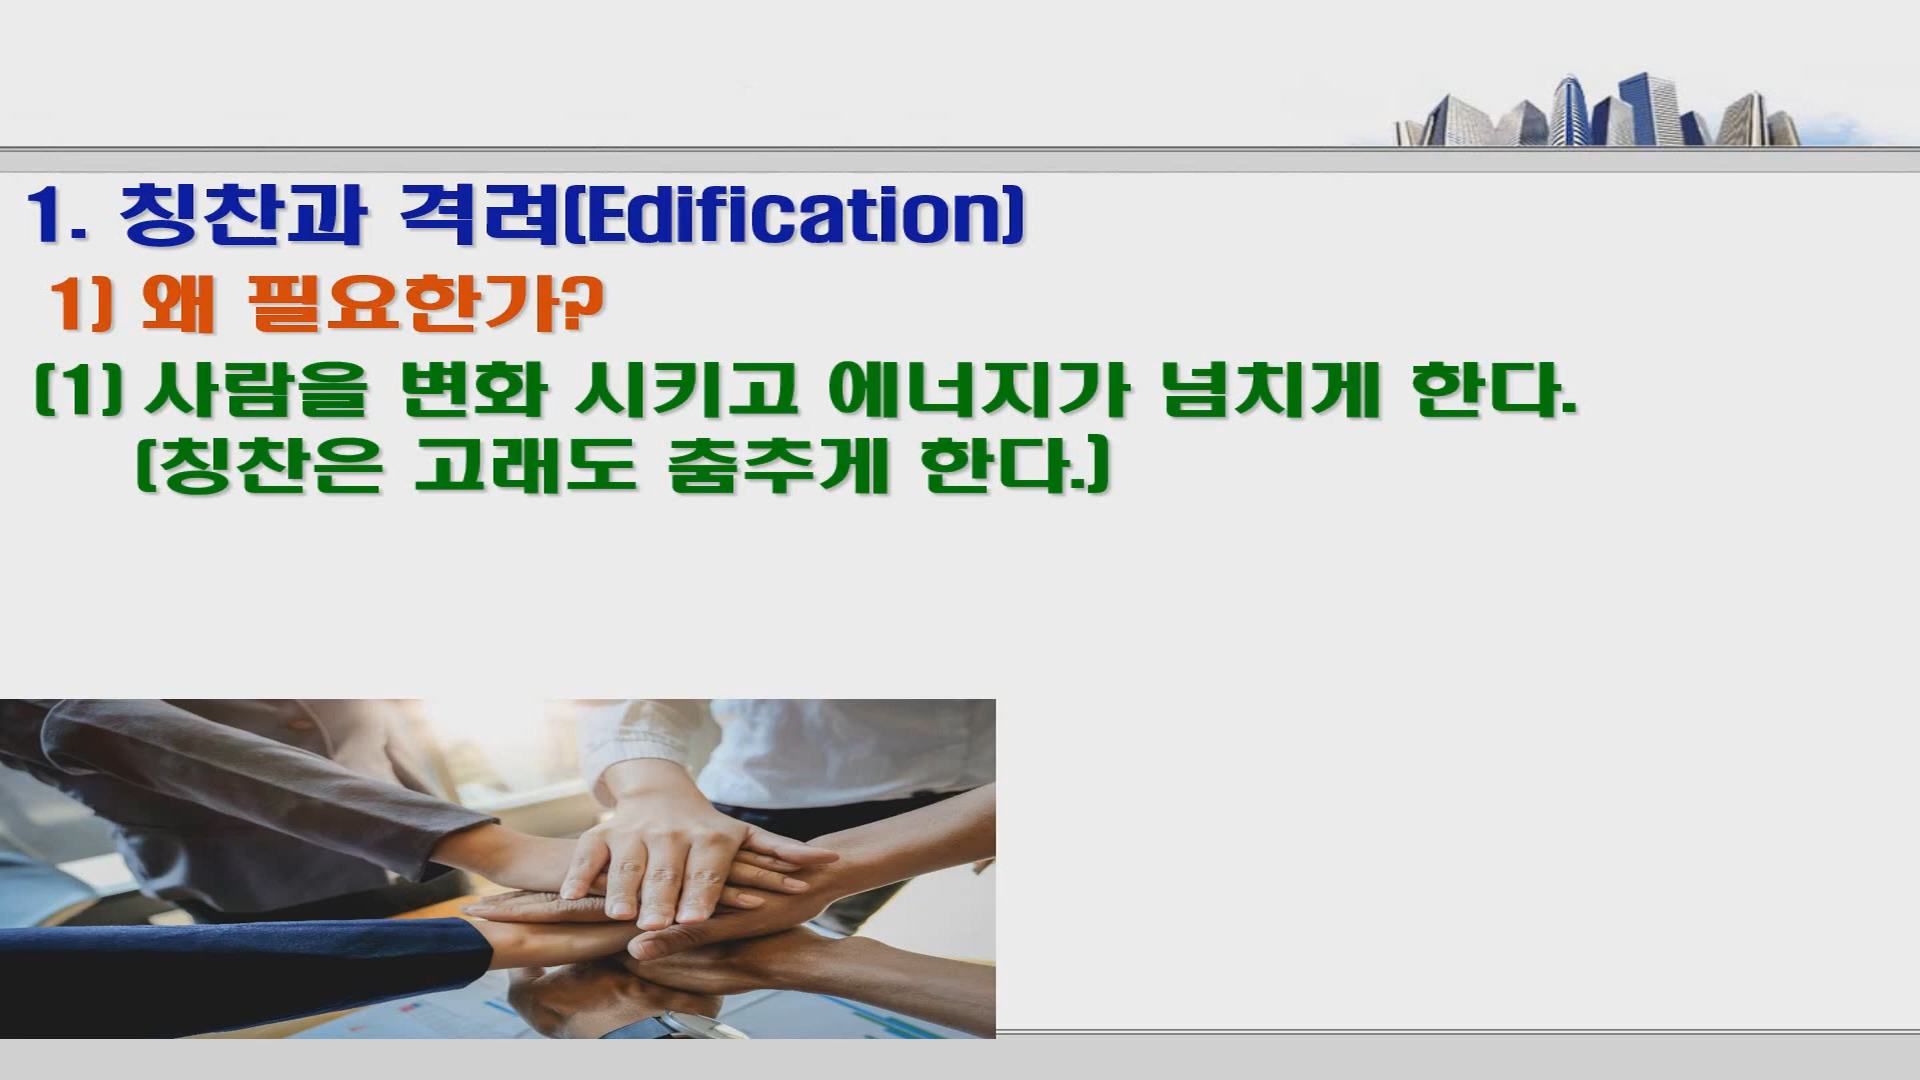 1. 칭찬과 격려(Edification)
1) 왜 필요한가?
(1) 사람을 변화 시키고 에너지가 넘치게 한다.
(칭찬은 고래도 춤추게 한다.)